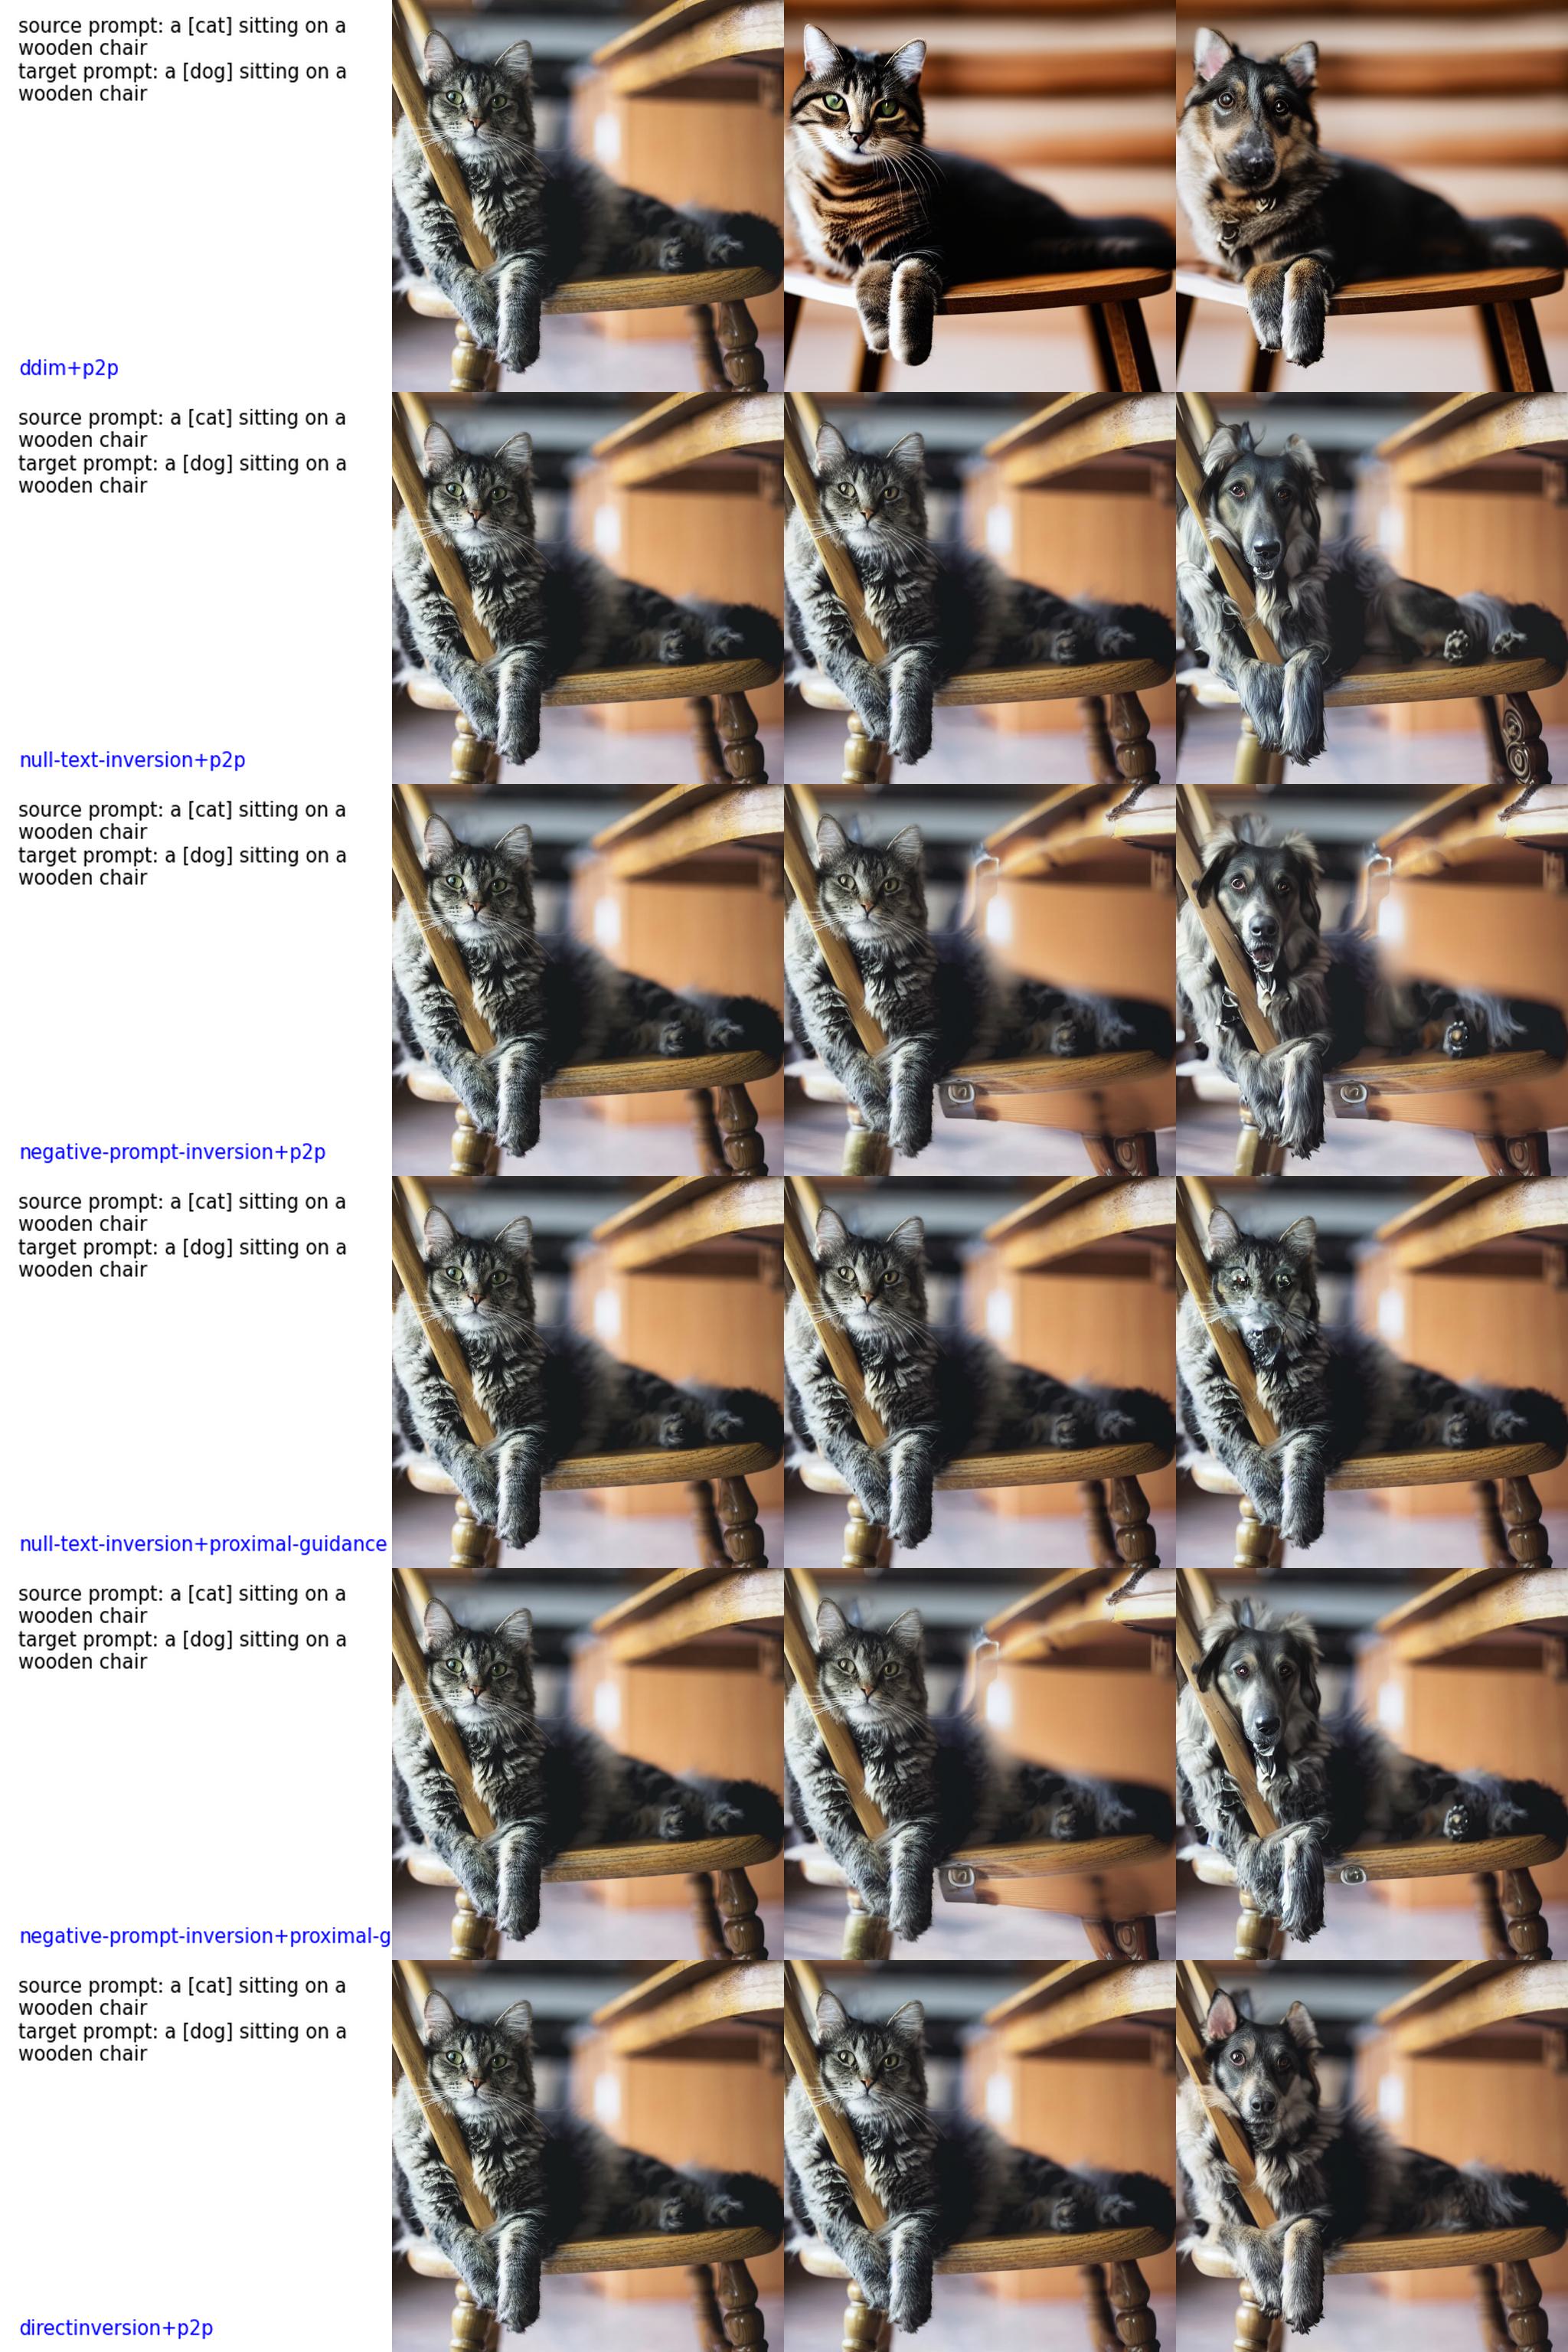 source prompt: a [cat] sitting on a
wooden chair
target prompt: a [dog] sitting on a
wooden chair
ddim+p2p
source prompt: a [cat] sitting on a
wooden chair
target prompt: a [dog] sitting on a
wooden chair
null-text-inversion+p2p
source prompt: a [cat] sitting on a
wooden chair
target prompt: a [dog] sitting on a
wooden chair
negative-prompt-inversion+p2p
source prompt: a [cat] sitting on a
wooden chair
target prompt: a [dog] sitting on a
wooden chair
null-text-inversion+proximal-guidance
source prompt: a [cat] sitting on a
wooden chair
target prompt: a [dog] sitting on a
wooden chair
negative-prompt-inversion+proximal-g
source prompt: a [cat] sitting on a
wooden chair
target prompt: a [dog] sitting on a
wooden chair
directinversion+p2p